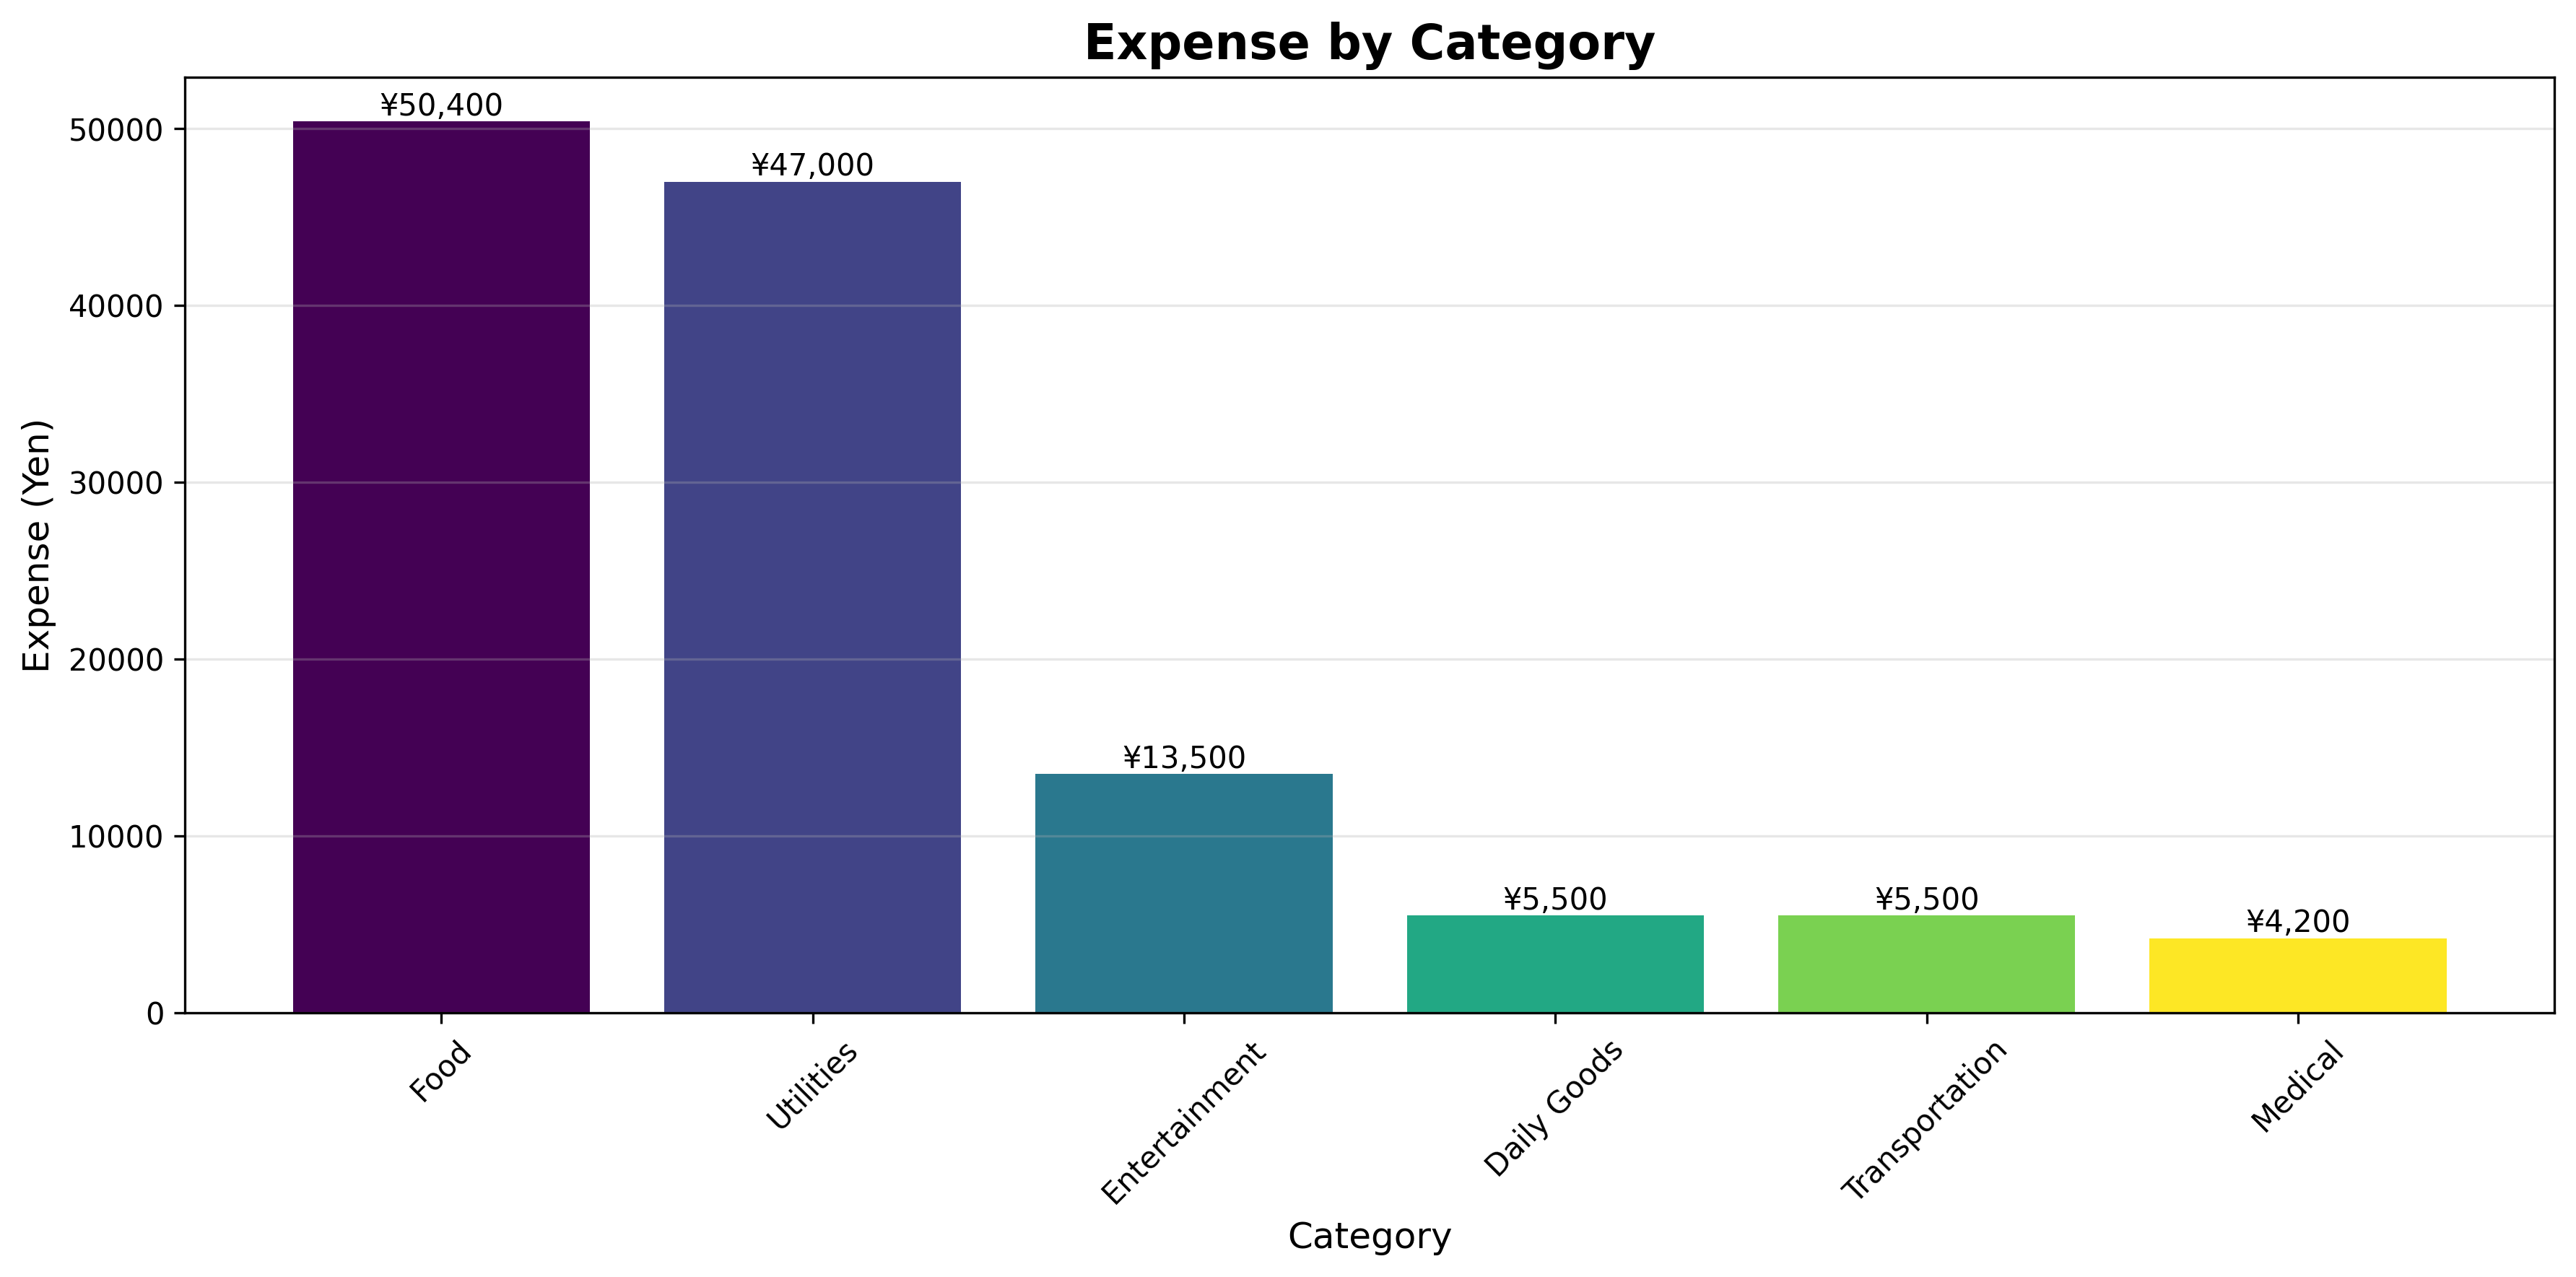 Expense by Category
Expense (Yen)
50000
40000
30000
20000
10000
0
¥50,400
¥47,000
¥13,500
¥5,500
¥5,500
¥4,200
Food
Utilities
Entertainment
Daily Goods
Transportation
Medical
Category